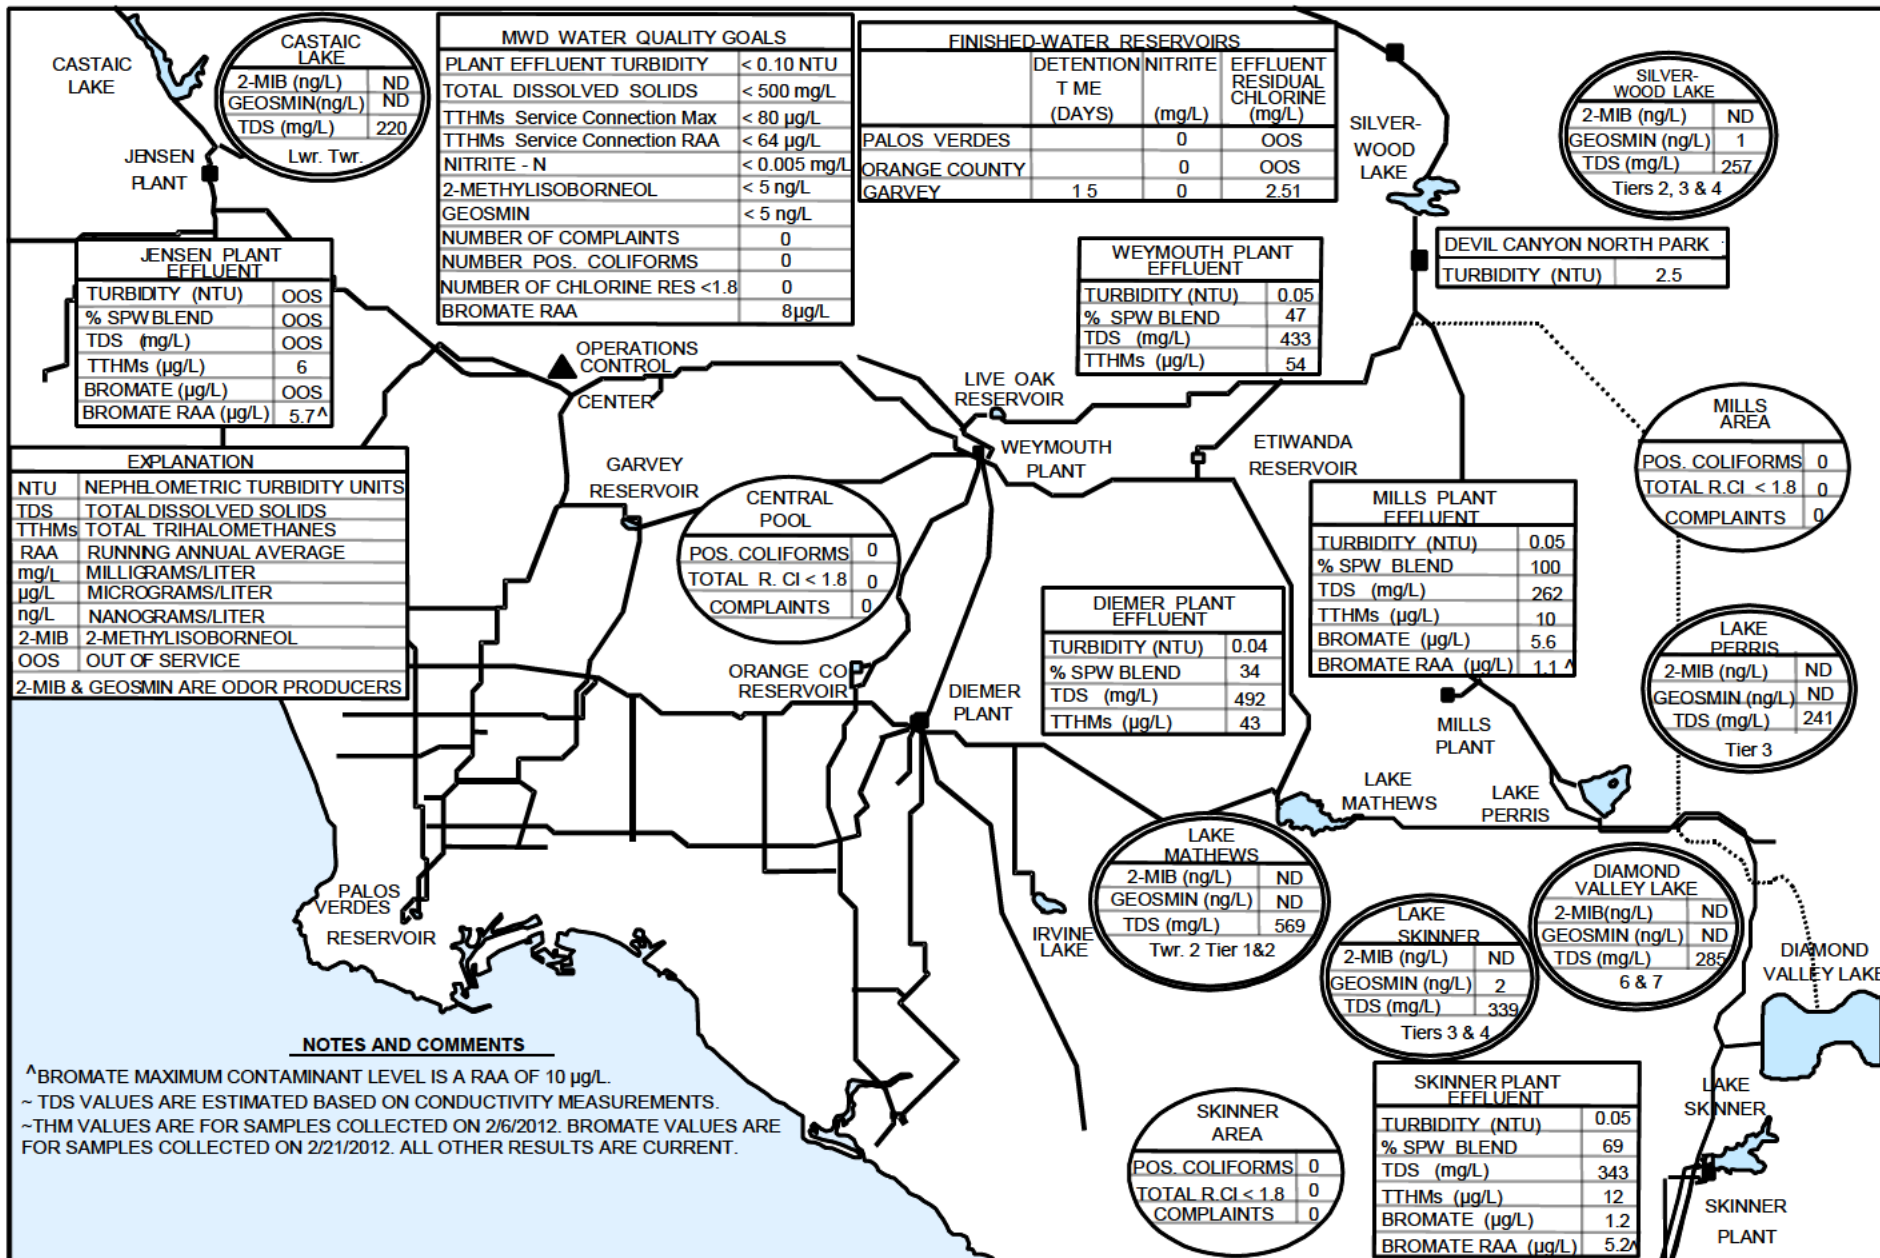 CASTAIC
LAKE
JENSEN
PLANT
CASTAIC
LAKE
2-MIB (ng/L) ND
GEOSMIN(ng/L) ND
TDS (mg/L) 220
Lwr. Twr.
MWD WATER QUALITY GOALS
PLANT EFFLUENT TURBIDITY < 0.10 NTU
TOTAL DISSOLVED SOLIDS < 500 mg/L
TTHMs Service Connection Max < 80 µg/L
TTHMs Service Connection RAA < 64 µg/L
NITRITE - N < 0.005 mg/L
2-METHYLISOBORNEOL < 5 ng/L
GEOSMIN < 5 ng/L
NUMBER OF COMPLAINTS 0
NUMBER POS. COLIFORMS 0
NUMBER OF CHLORINE RES <1.8 0
BROMATE RAA 8µg/L
FINISHED-WATER RESERVOIRS
DETENTION NITRITE EFFLUENT
RESIDUAL
T ME CHLORINE
(DAYS) (mg/L) (mg/L)
PALOS VERDES 0 OOS
ORANGE COUNTY 0 OOS
GARVEY 1 5 0 2.51
SILVER-
WOOD
LAKE
SILVER-
WOOD LAKE
2-MIB (ng/L) ND
GEOSMIN (ng/L) 1
TDS (mg/L) 257
Tiers 2, 3 & 4
DEVIL CANYON NORTH PARK
TURBIDITY (NTU) 2.5
JENSEN PLANT
EFFLUENT
TURBIDITY (NTU) OOS
% SPW BLEND OOS
TDS (mg/L) OOS
TTHMs (µg/L) 6
BROMATE (µg/L) OOS
BROMATE RAA (µg/L) 5.7^
OPERATIONS
CONTROL
CENTER
WEYMOUTH PLANT
EFFLUENT
TURBIDITY (NTU) 0.05
% SPW BLEND 47
TDS (mg/L) 433
TTHMs (µg/L) 54
LIVE OAK
RESERVOIR
WEYMOUTH
PLANT
ETIWANDA
RESERVOIR
MILLS
AREA
POS. COLIFORMS 0
TOTAL R.Cl < 1.8 0
COMPLAINTS 0
EXPLANATION
NTU NEPHELOMETRIC TURBIDITY UNITS
TDS TOTAL DISSOLVED SOLIDS
TTHMs TOTAL TRIHALOMETHANES
RAA RUNNING ANNUAL AVERAGE
mg/L MILLIGRAMS/LITER
µg/L MICROGRAMS/LITER
ng/L NANOGRAMS/LITER
2-MIB 2-METHYLISOBORNEOL
OOS OUT OF SERVICE
2-MIB & GEOSMIN ARE ODOR PRODUCERS
GARVEY
RESERVOIR
CENTRAL
POOL
POS. COLIFORMS 0
TOTAL R. Cl < 1.8 0
COMPLAINTS 0
MILLS PLANT
EFFLUENT
TURBIDITY (NTU) 0.05
% SPW BLEND 100
TDS (mg/L) 262
TTHMs (µg/L) 10
BROMATE (µg/L) 5.6
BROMATE RAA (µg/L) 1.1 ^
DIEMER PLANT
EFFLUENT
TURBIDITY (NTU) 0.04
% SPW BLEND 34
TDS (mg/L) 492
TTHMs (µg/L) 43
ORANGE CO
RESERVOIR
DIEMER
PLANT
MILLS
PLANT
LAKE
PERRIS
2-MIB (ng/L) ND
GEOSMIN (ng/L) ND
TDS (mg/L) 241
Tier 3
LAKE
MATHEWS
LAKE
PERRIS
LAKE
MATHEWS
2-MIB (ng/L) ND
GEOSMIN (ng/L) ND
TDS (mg/L) 569
Twr. 2 Tier 1&2
PALOS
VERDES
RESERVOIR
IRVINE
LAKE
LAKE
SKINNER
2-MIB (ng/L) ND
GEOSMIN (ng/L) 2
TDS (mg/L) 339
Tiers 3 & 4
DIAMOND
VALLEY LAKE
2-MIB(ng/L) ND
GEOSMIN (ng/L) ND
TDS (mg/L) 285
6 & 7
DIAMOND
VALLEY LAKE
NOTES AND COMMENTS
^BROMATE MAXIMUM CONTAMINANT LEVEL IS A RAA OF 10 µg/L.
~ TDS VALUES ARE ESTIMATED BASED ON CONDUCTIVITY MEASUREMENTS.
~THM VALUES ARE FOR SAMPLES COLLECTED ON 2/6/2012. BROMATE VALUES ARE
FOR SAMPLES COLLECTED ON 2/21/2012. ALL OTHER RESULTS ARE CURRENT.
SKINNER
AREA
POS. COLIFORMS 0
TOTAL R.Cl < 1.8 0
COMPLAINTS 0
SKINNER PLANT
EFFLUENT
TURBIDITY (NTU) 0.05
% SPW BLEND 69
TDS (mg/L) 343
TTHMs (µg/L) 12
BROMATE (µg/L) 1.2
BROMATE RAA (µg/L) 5.2^
LAKE
SKINNER
SKINNER
PLANT